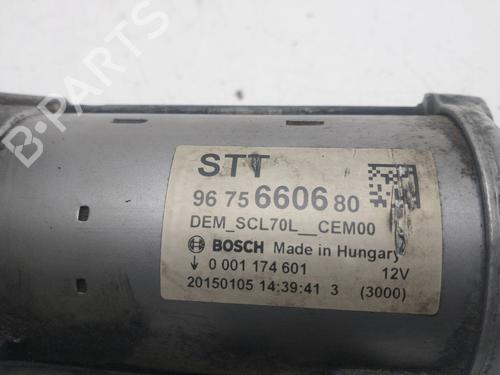 B-PARTS
STT
96 75 6606 80
DEM_SCL70L__CEM00
BOSCH Made in Hungary
↓ 0 001 174 601 12V
20150105 14:39:41 3 (3000)